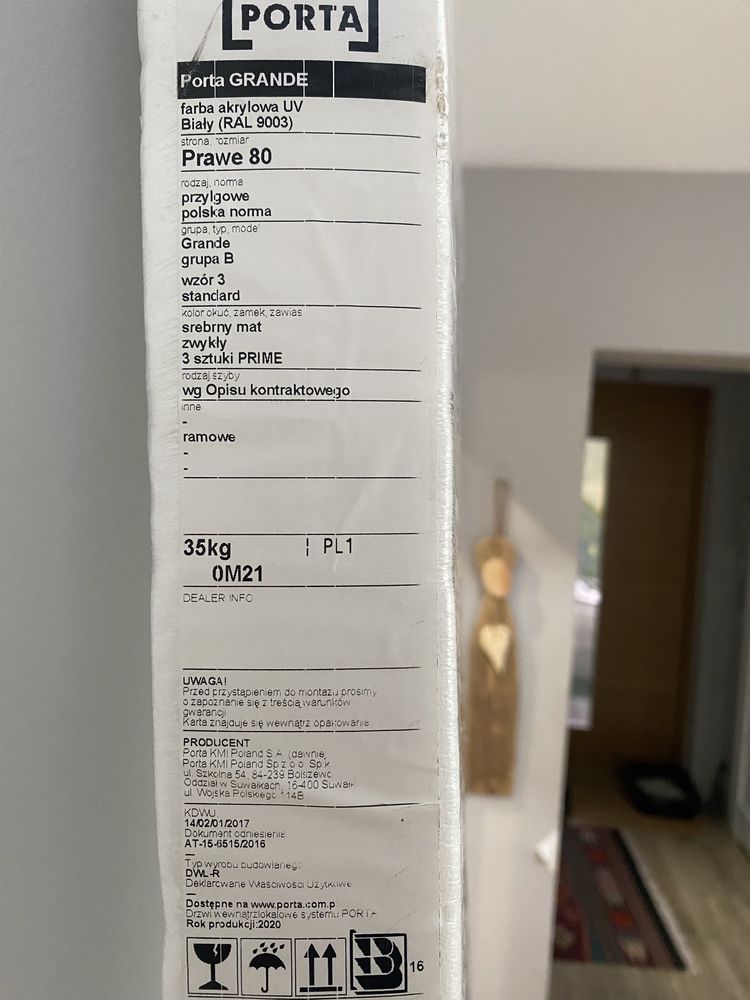 PORTA
Porta GRANDE
farba akrylowa UV
Biały (RAL 9003)
strona, rozmiar
Prawe 80
rodzaj, norma
przylgowe
polska norma
grupa, typ, model
Grande
grupa B
wzór 3
standard
kolor okuć, zamek, zawias
srebrny mat
zwykły
3 sztuki PRIME
rodzaj szyby
wg Opisu kontraktowego
inne
-
ramowe
-
-
35kg PL1
0M21
DEALER INFO
UWAGA!
Przed przystąpieniem do montażu prosimy
o zapoznanie się z treścią warunków
gwarancji
Karta znajduje się wewnątrz opakowania
PRODUCENT
Porta KMI Poland S.A. (dawniej
Porta KMI Poland Sp z o.o. Sp.k.
ul. Szkolna 54, 84-239 Bolszewo
Oddział w Suwałkach, 16-400 Suwałki
ul. Wojska Polskiego 114B
KDWU
14/02/01/2017
Dokument odniesienia
AT-15-6515/2016
—
Typ wyrobu budowlanego
DWL-R
Deklarowane Właściwości Użytkowe
—
Dostępne na www.porta.com.p
Drzwi wewnątrzlokalowe systemu PORTA
Rok produkcji:2020
16